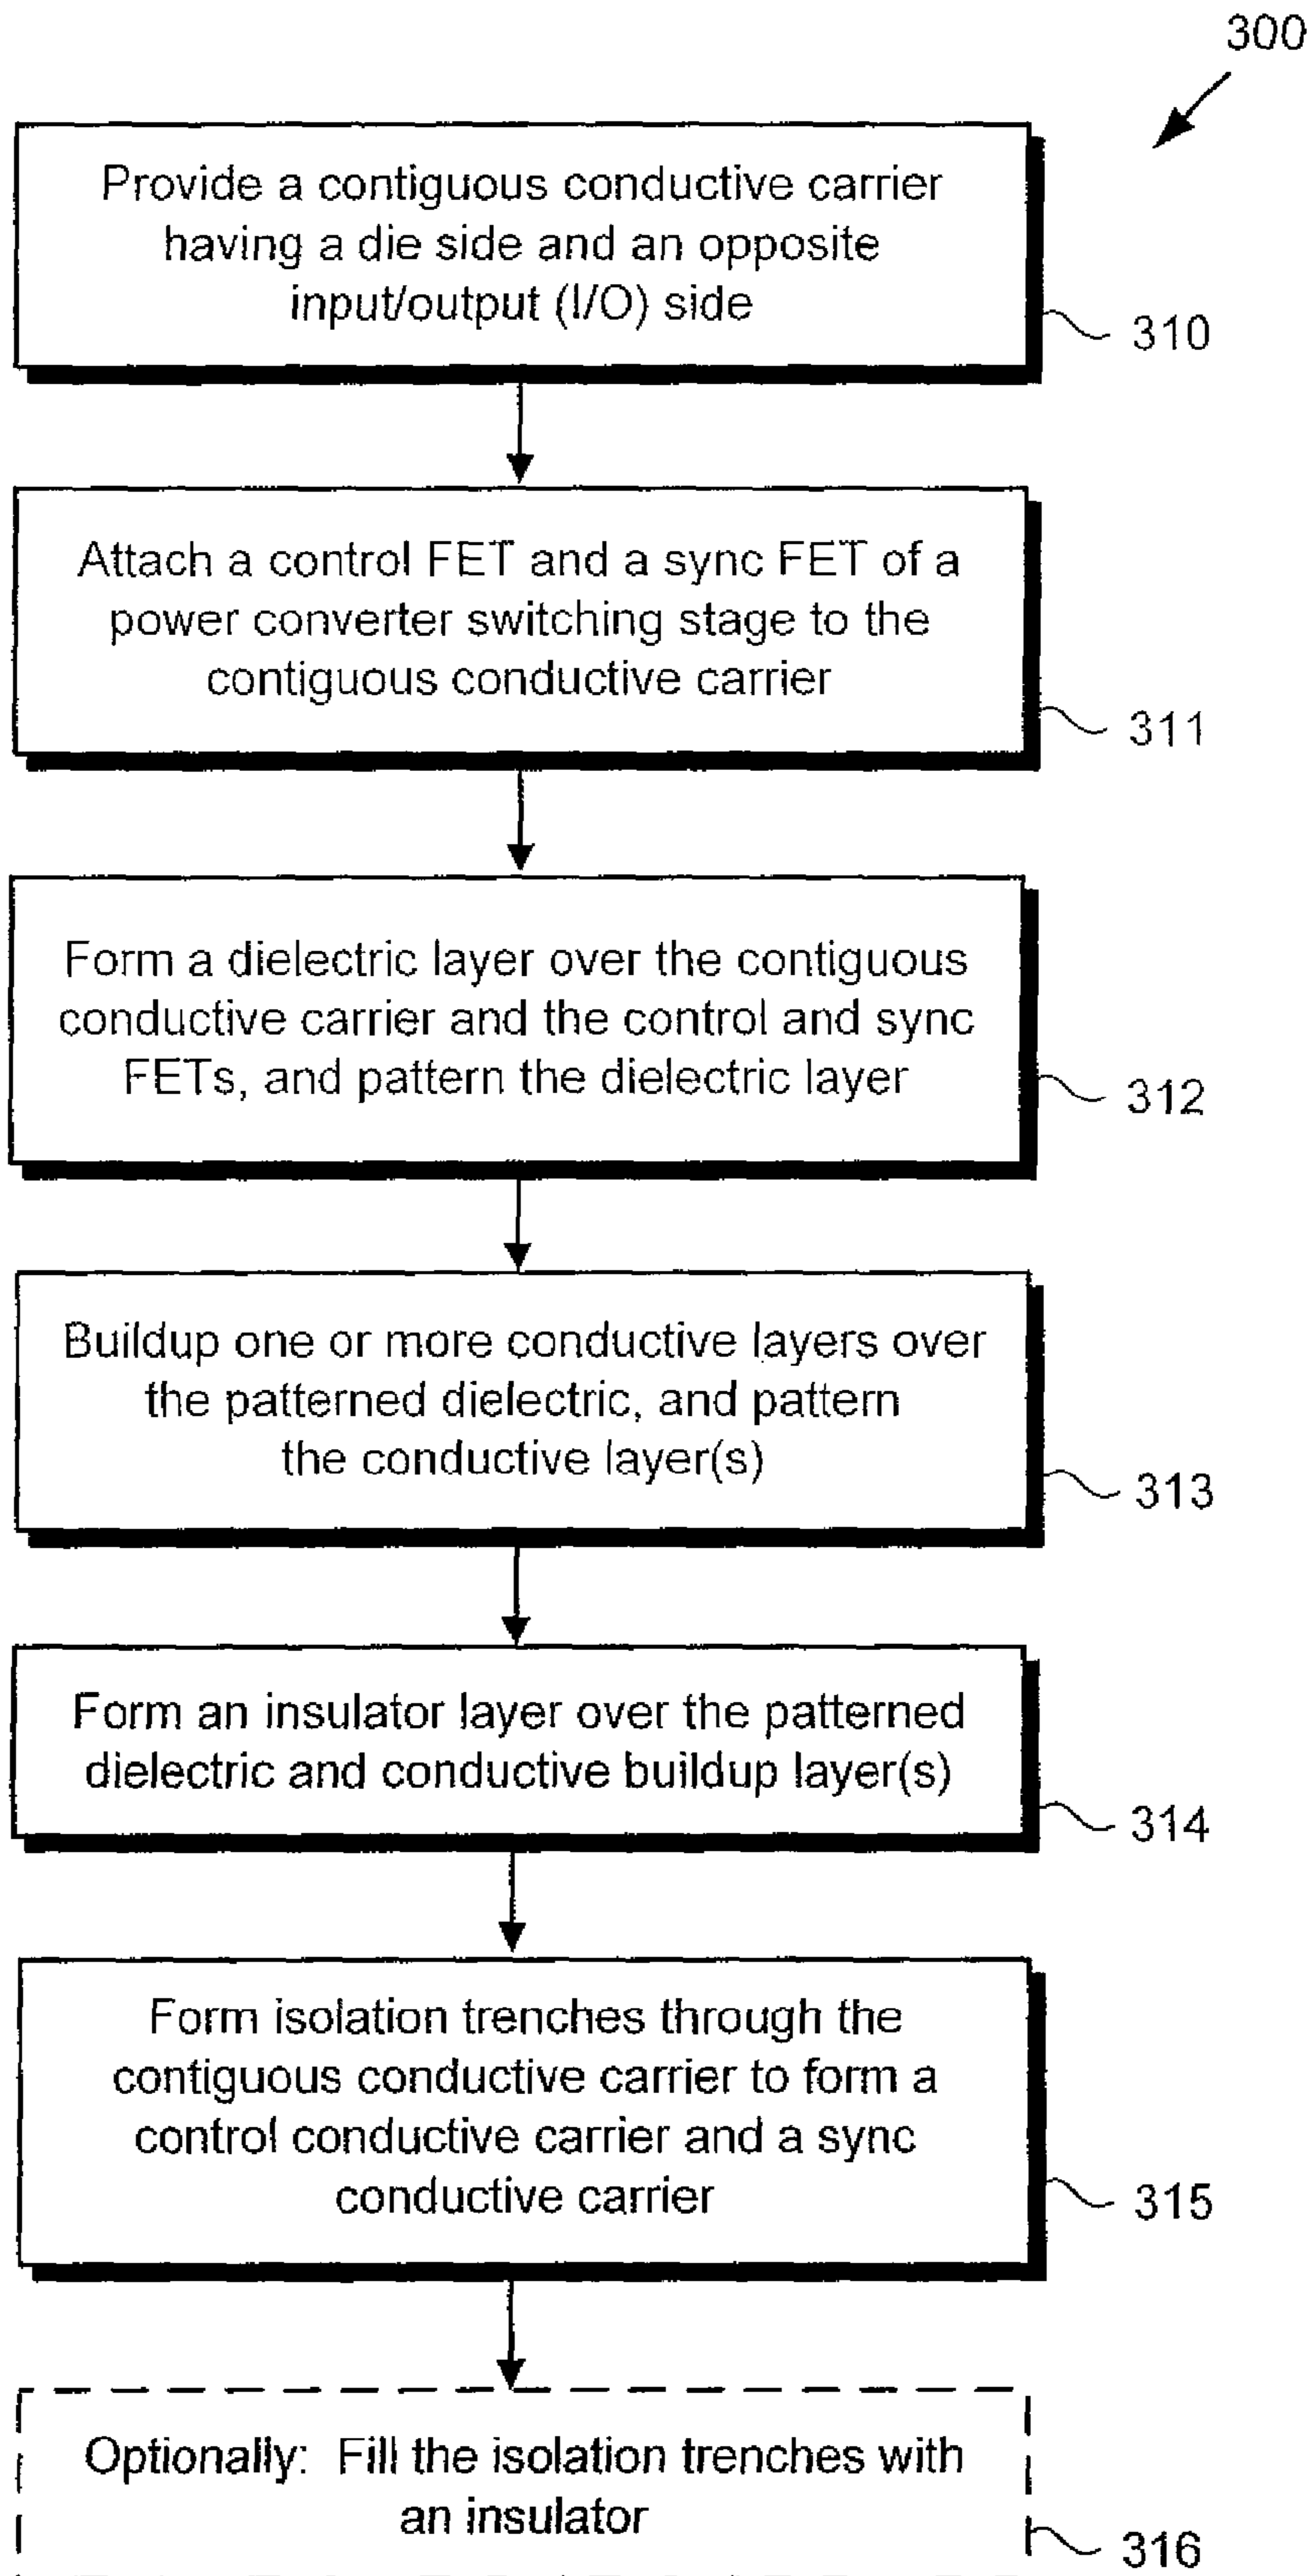 300
Provide a contiguous conductive carrier
having a die side and an opposite
input/output (I/O) side
310
Attach a control FET and a sync FET of a
power converter switching stage to the
contiguous conductive carrier
311
Form a dielectric layer over the contiguous
conductive carrier and the control and sync
FETs, and pattern the dielectric layer
312
Buildup one or more conductive layers over
the patterned dielectric, and pattern
the conductive layer(s)
313
Form an insulator layer over the patterned
dielectric and conductive buildup layer(s)
314
Form isolation trenches through the
contiguous conductive carrier to form a
control conductive carrier and a sync
conductive carrier
315
Optionally: Fill the isolation trenches with
an insulator
316